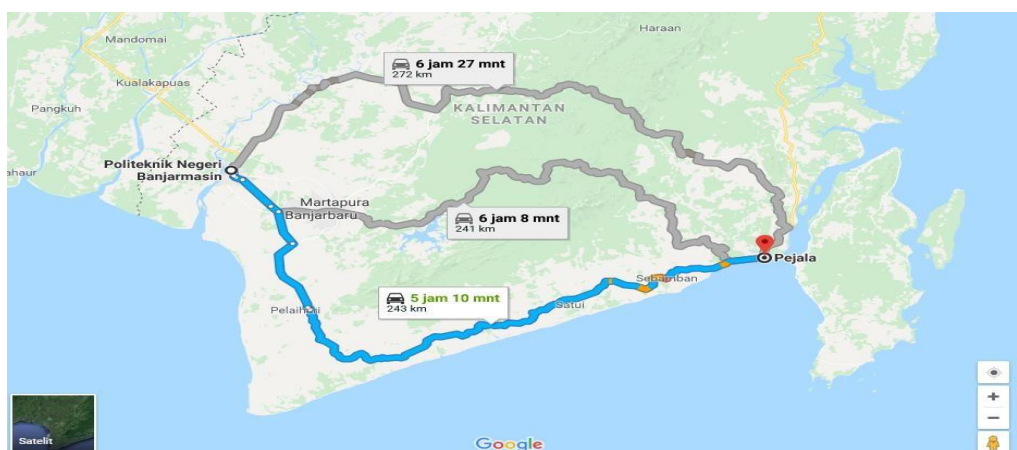 Mandomai
Haraan
6 jam 27 mnt
272 km
Kualakapuas
KALIMANTAN
SELATAN
Pangkuh
Politeknik Negeri
Banjarmasin
ahaur
Martapura
Banjarbaru
6 jam 8 mnt
241 km
Pejala
Sebamban
5 jam 10 mnt
243 km
Satui
Pelaihari
Satelit
Google